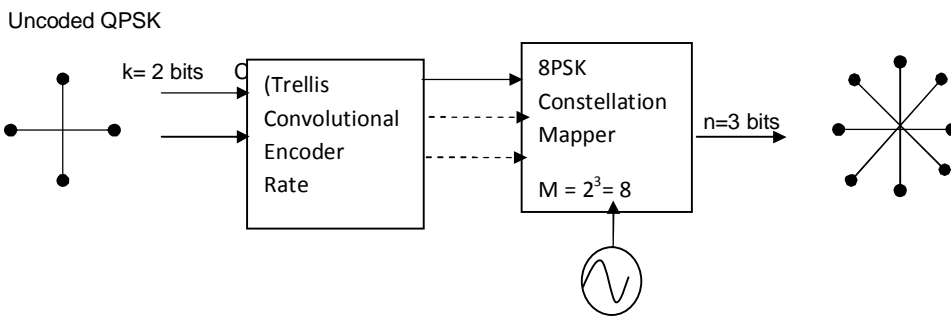 Uncoded QPSK
k= 2 bits
(Trellis
Convolutional
Encoder
Rate
8PSK
Constellation
Mapper
M = 2³= 8
n=3 bits